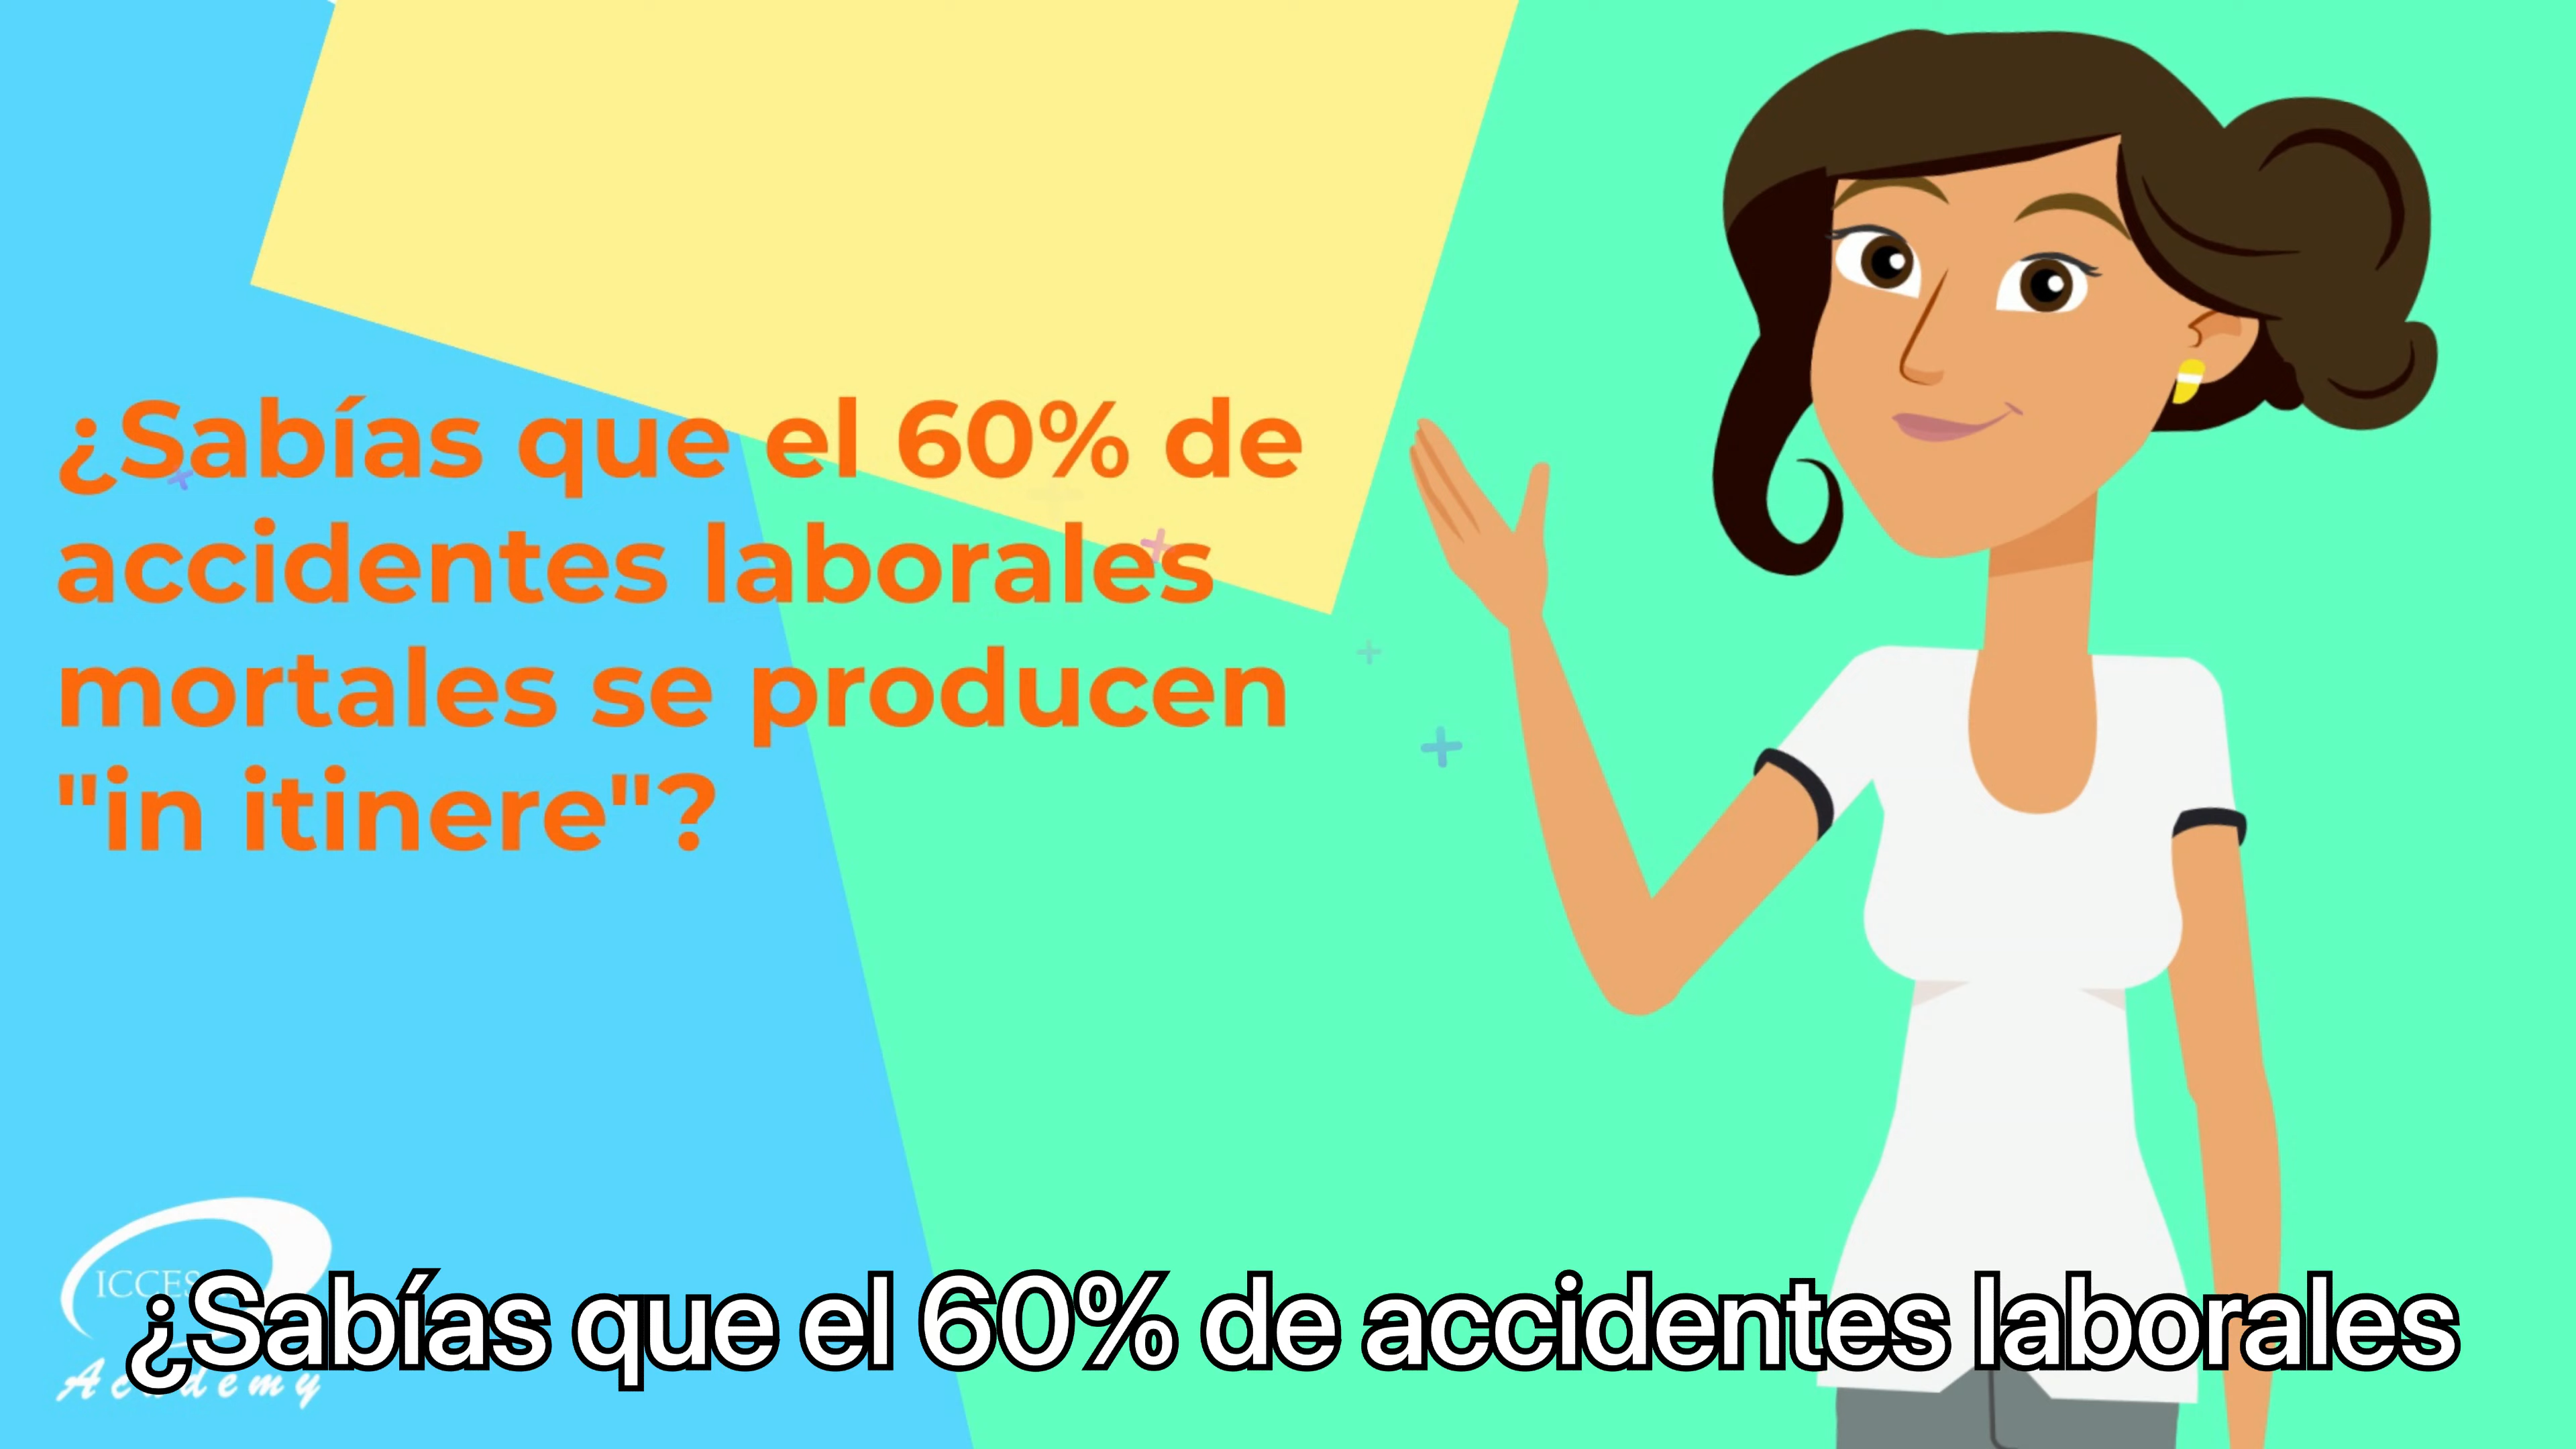 ¿Sabías que el 60% de
accidentes laborales
mortales se producen
"in itinere"?
ICCES
Academy
¿Sabías que el 60% de accidentes laborales